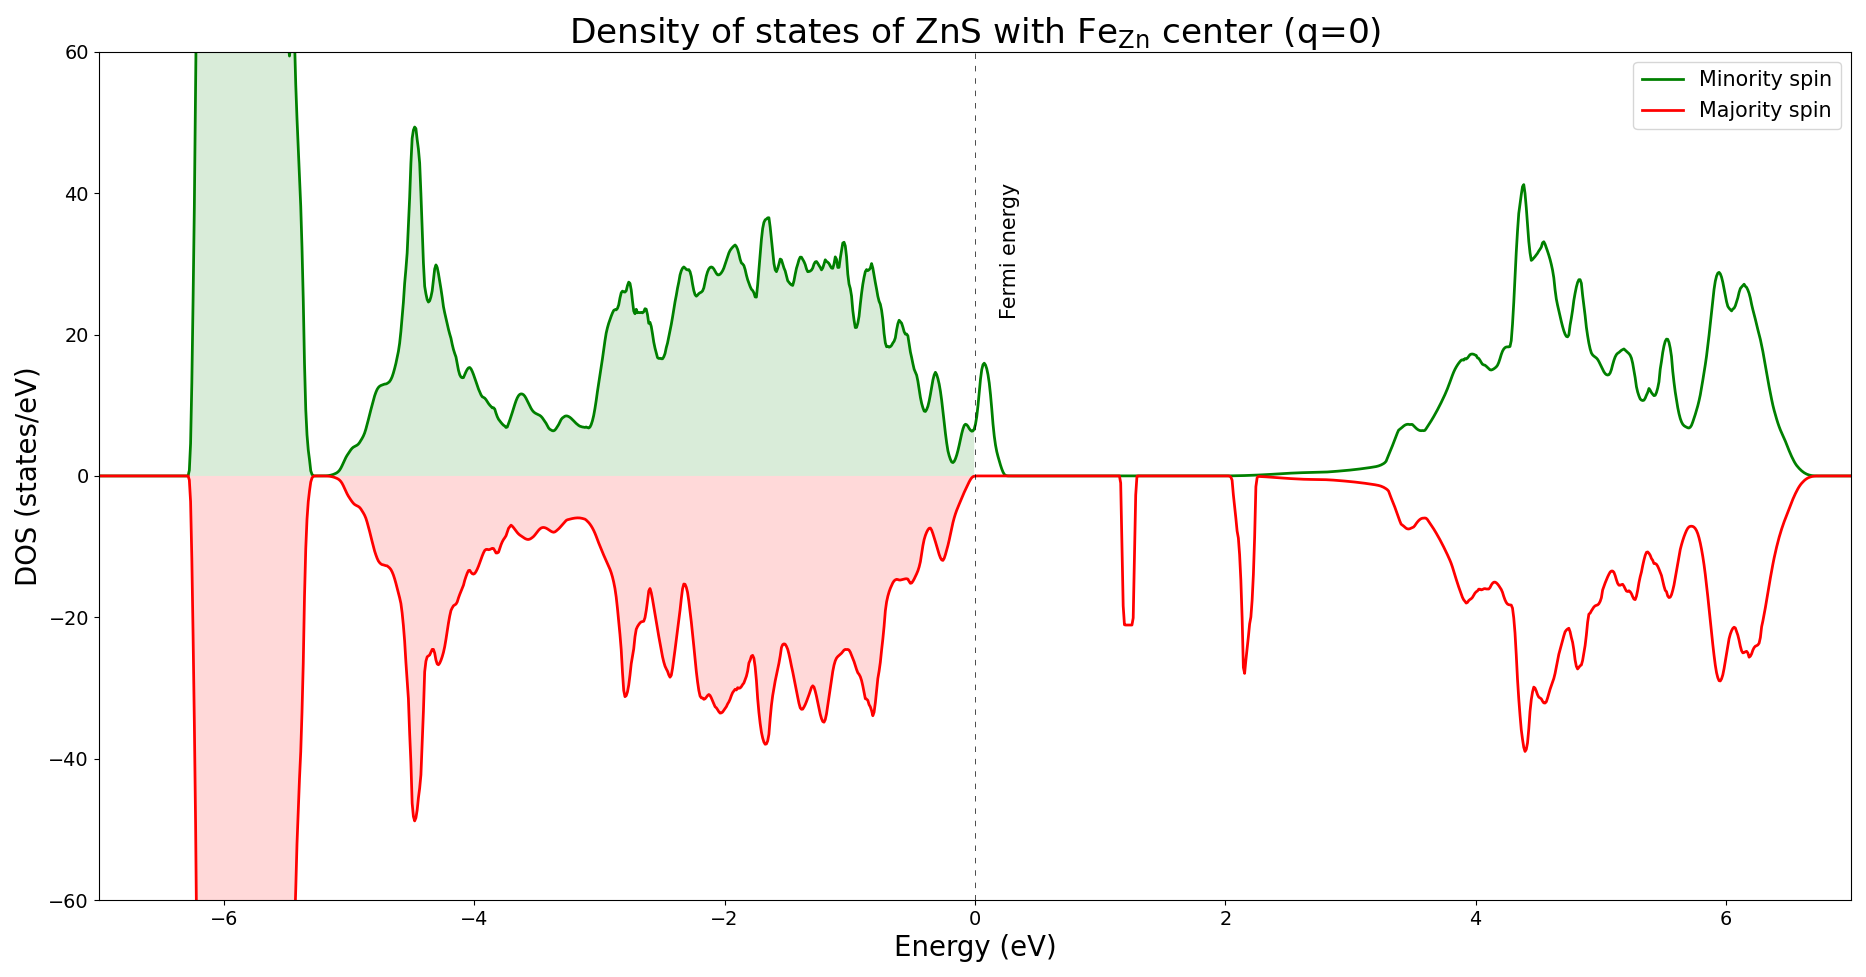 Density of states of ZnS with Fe_Zn center (q=0)
Minority spin
Majority spin
Fermi energy
DOS (states/eV)
60
40
20
0
−20
−40
−60
−6
−4
−2
0
2
4
6
Energy (eV)